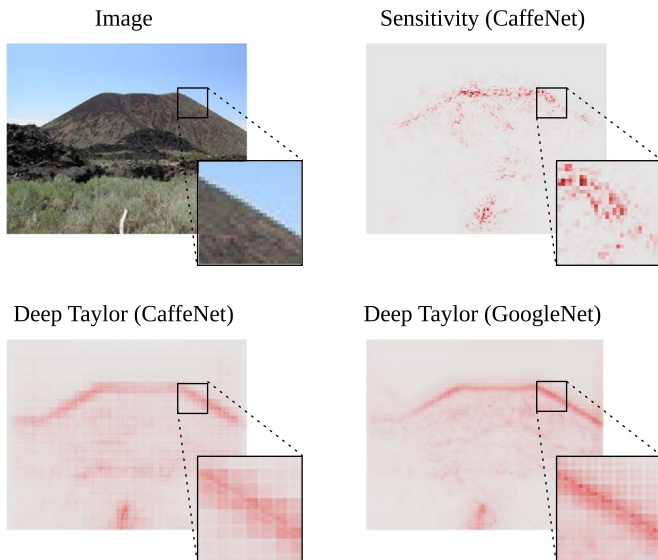 Image
Sensitivity (CaffeNet)
Deep Taylor (CaffeNet)
Deep Taylor (GoogleNet)